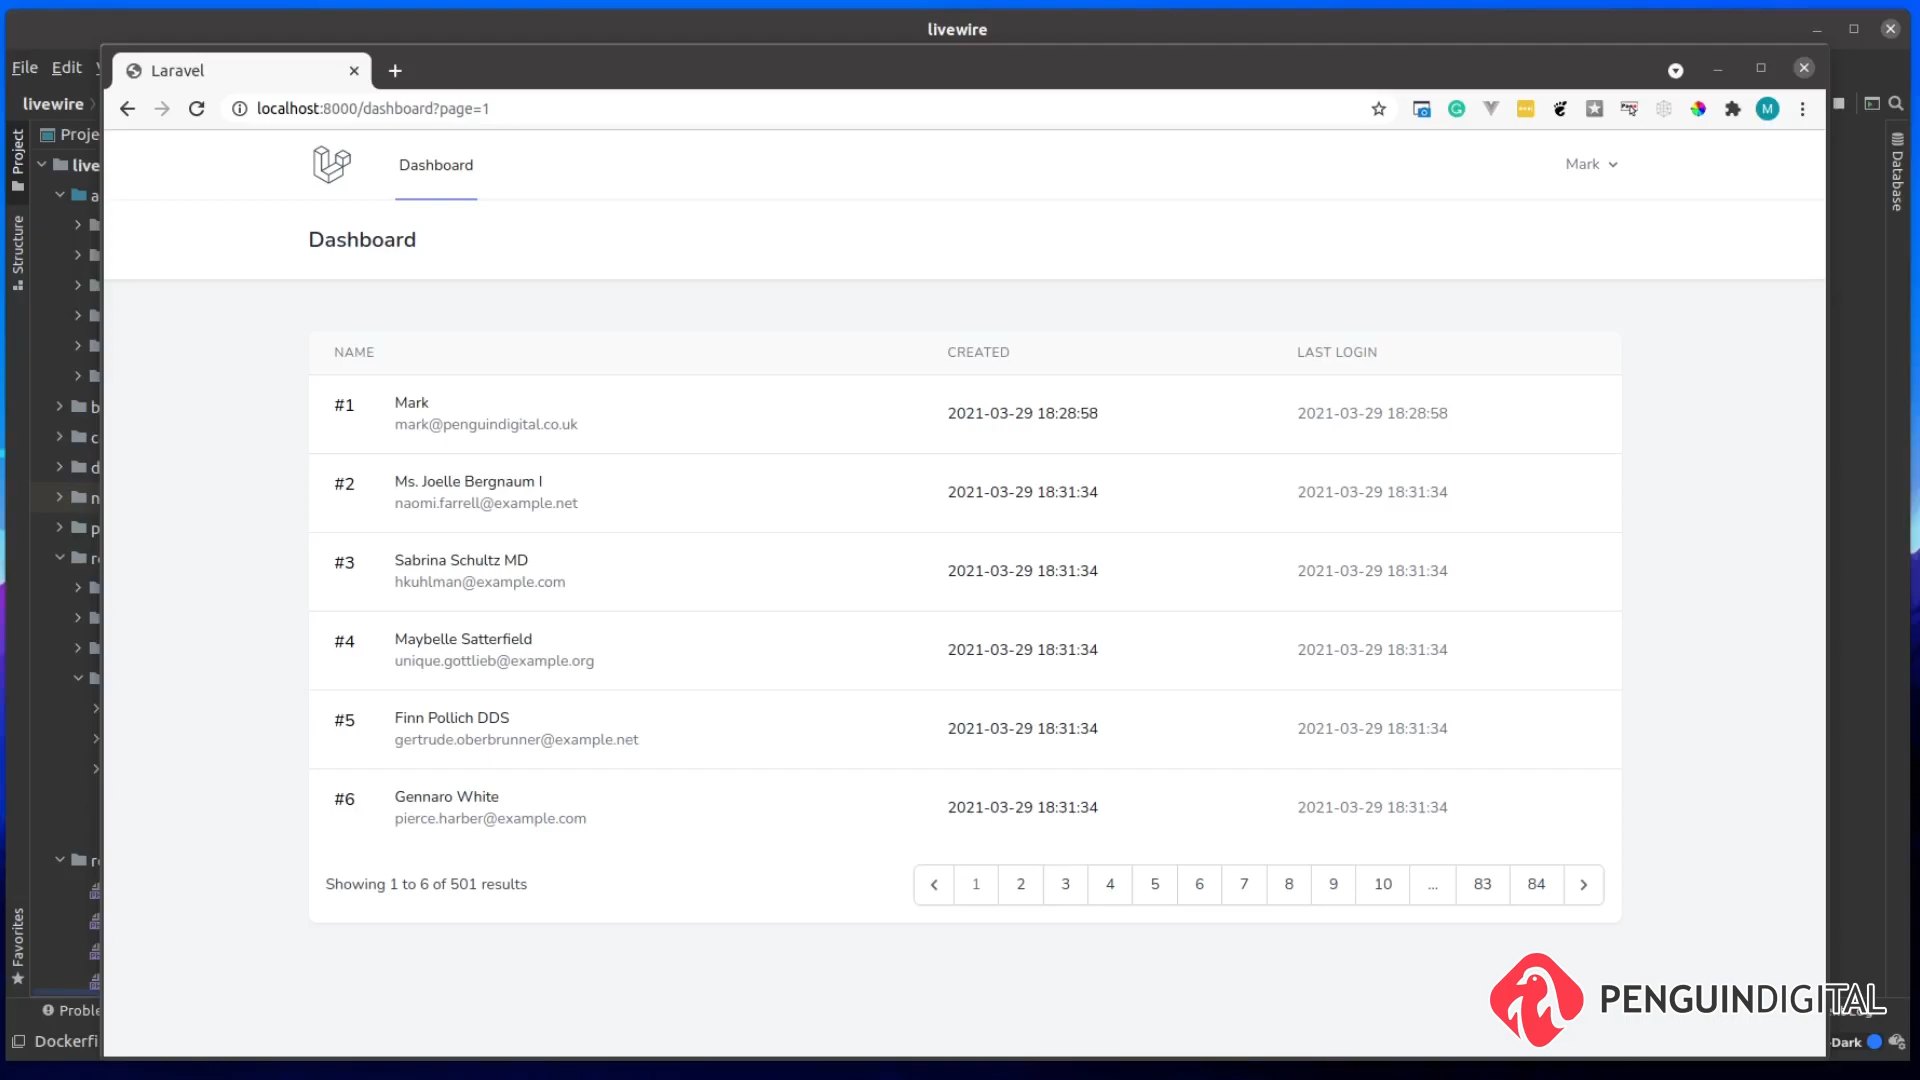 livewire
File Edit
Laravel
livewire
localhost:8000/dashboard?page=1
M
Project
Structure
Favorites
Database
Dashboard
Mark
Dashboard
NAME CREATED LAST LOGIN
#1 Mark
mark@penguindigital.co.uk
2021-03-29 18:28:58 2021-03-29 18:28:58
#2 Ms. Joelle Bergnaum I
naomi.farrell@example.net
2021-03-29 18:31:34 2021-03-29 18:31:34
#3 Sabrina Schultz MD
hkuhlman@example.com
2021-03-29 18:31:34 2021-03-29 18:31:34
#4 Maybelle Satterfield
unique.gottlieb@example.org
2021-03-29 18:31:34 2021-03-29 18:31:34
#5 Finn Pollich DDS
gertrude.oberbrunner@example.net
2021-03-29 18:31:34 2021-03-29 18:31:34
#6 Gennaro White
pierce.harber@example.com
2021-03-29 18:31:34 2021-03-29 18:31:34
Showing 1 to 6 of 501 results
1 2 3 4 5 6 7 8 9 10 ... 83 84
PENGUINDIGITAL
Proble
Dockerfi
Dark